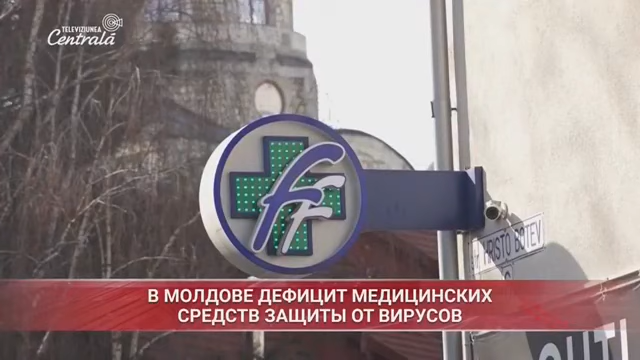 TELEVIZIUNEA
Centrală
FF
HRISTO BOTEV
В МОЛДОВЕ ДЕФИЦИТ МЕДИЦИНСКИХ
СРЕДСТВ ЗАЩИТЫ ОТ ВИРУСОВ